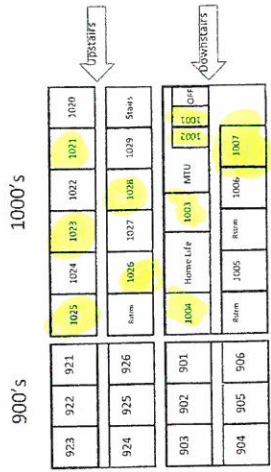 900's 1000's
923 922 921 1025 1024 1023 1022 1021 1020 Upstairs
924 925 926 Rstrm 1026 1027 1028 1029 Stairs
903 902 901 1004 Home Life 1003 MTU 1002 1001 OFF Downstairs
904 905 906 Rstrm 1005 Rstrm 1006 1007